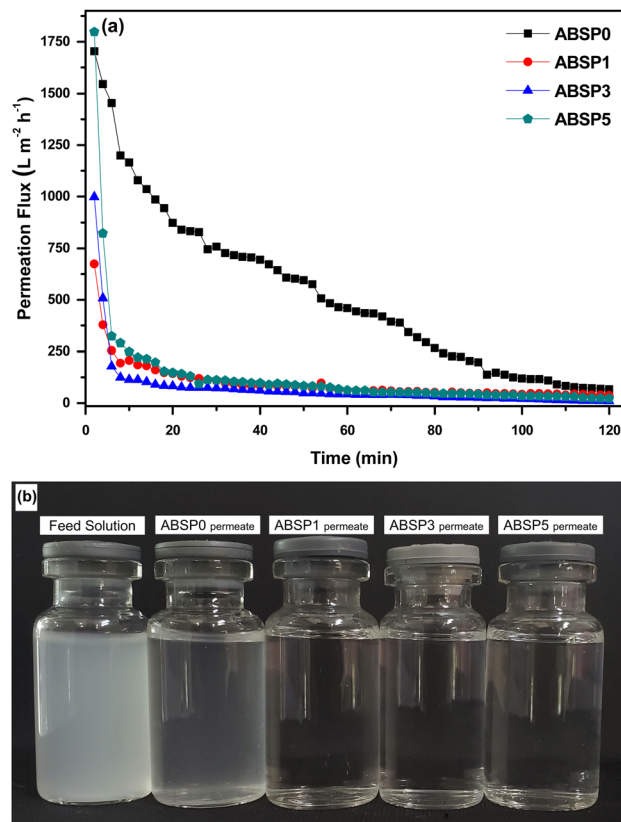 (a)
ABSP0
ABSP1
ABSP3
ABSP5
Permeation Flux (L m⁻² h⁻¹)
1750
1500
1250
1000
750
500
250
0
0 20 40 60 80 100 120
Time (min)
(b)
Feed Solution ABSP0 permeate ABSP1 permeate ABSP3 permeate ABSP5 permeate